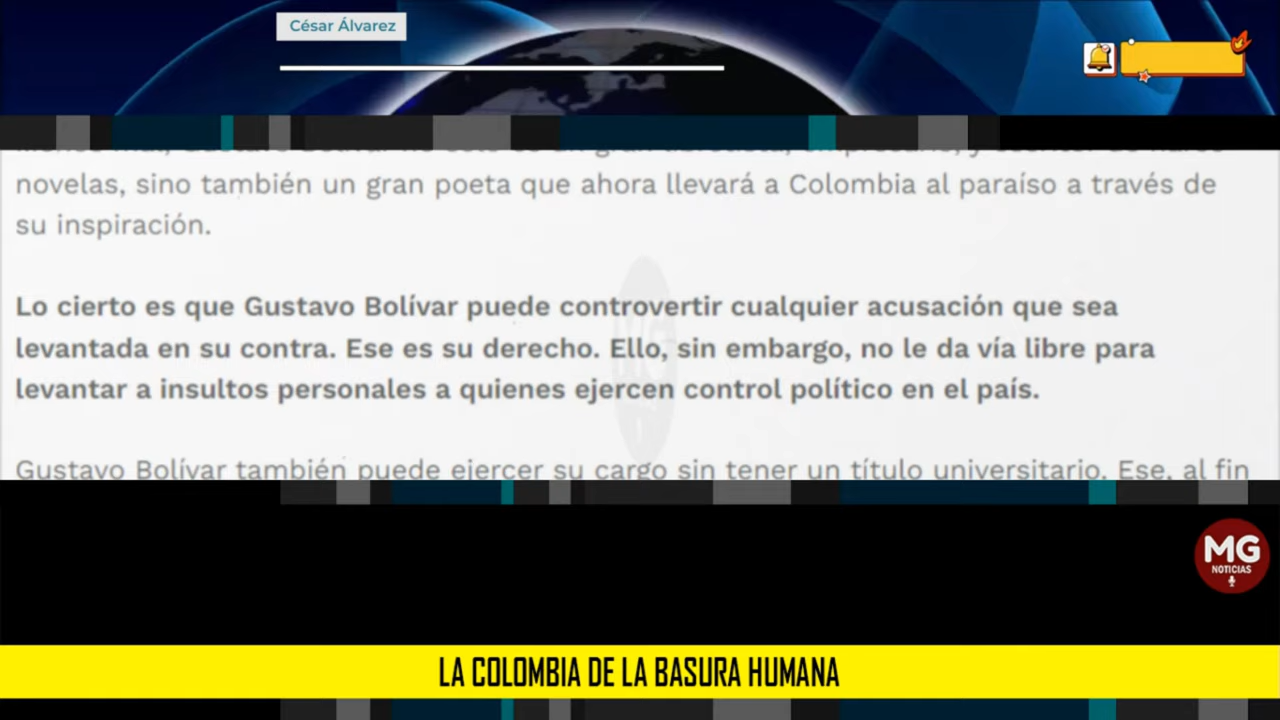 César Álvarez
novelas, sino también un gran poeta que ahora llevará a Colombia al paraíso a través de
su inspiración.
Lo cierto es que Gustavo Bolívar puede controvertir cualquier acusación que sea
levantada en su contra. Ese es su derecho. Ello, sin embargo, no le da vía libre para
levantar a insultos personales a quienes ejercen control político en el país.
Gustavo Bolívar también puede ejercer su cargo sin tener un título universitario. Ese, al fin
MG
NOTICIAS
LA COLOMBIA DE LA BASURA HUMANA